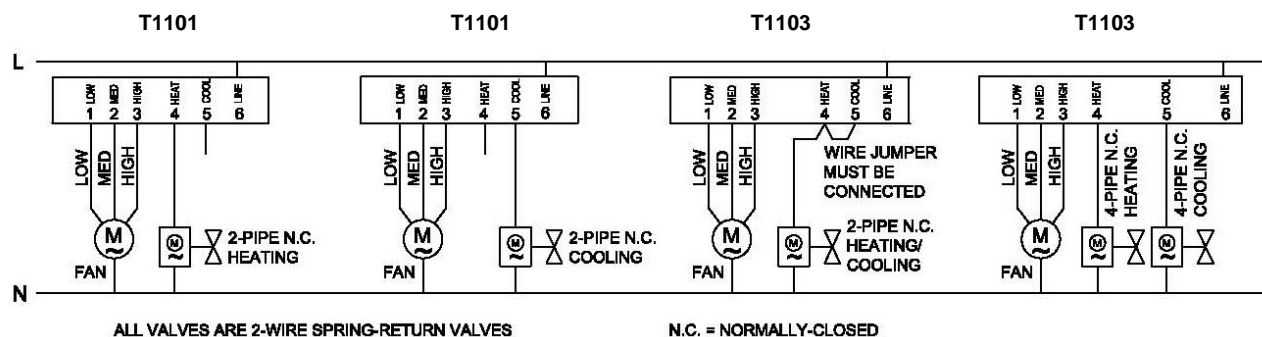 T1101
T1101
T1103
T1103
L
LOW MED HIGH HEAT COOL LINE
1 2 3 4 5 6
LOW MED HIGH HEAT COOL LINE
1 2 3 4 5 6
LOW MED HIGH HEAT COOL LINE
1 2 3 4 5 6
LOW MED HIGH HEAT COOL LINE
1 2 3 4 5 6
LOW
MED
HIGH
M
~
FAN
M
~
2-PIPE N.C.
HEATING
LOW
MED
HIGH
M
~
FAN
M
~
2-PIPE N.C.
COOLING
LOW
MED
HIGH
M
~
FAN
WIRE JUMPER
MUST BE
CONNECTED
M
~
2-PIPE N.C.
HEATING/
COOLING
LOW
MED
HIGH
M
~
FAN
4-PIPE N.C.
HEATING
M
~
4-PIPE N.C.
COOLING
M
~
N
ALL VALVES ARE 2-WIRE SPRING-RETURN VALVES
N.C. = NORMALLY-CLOSED